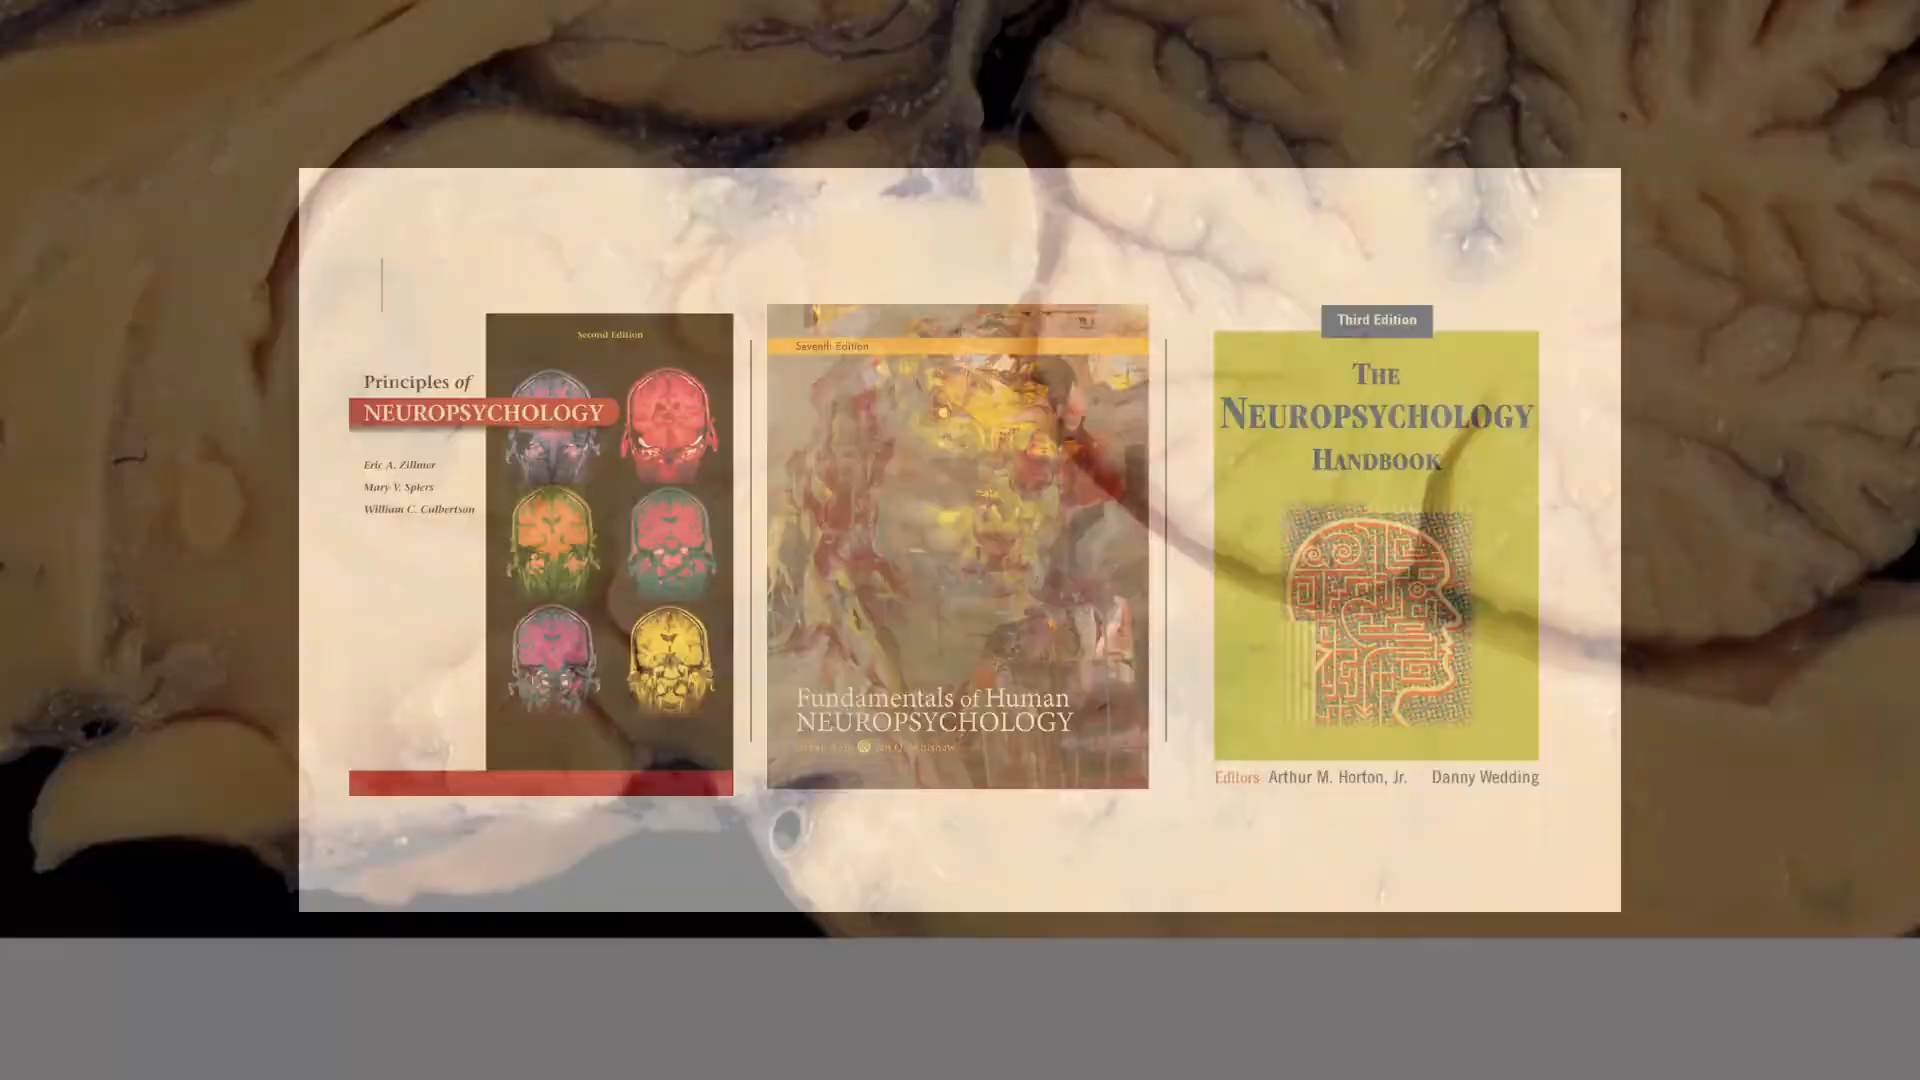 Second Edition
Principles of
NEUROPSYCHOLOGY
Eric A. Zillmer
Mary V. Spiers
William C. Culbertson
Seventh Edition
Fundamentals of Human
NEUROPSYCHOLOGY
Third Edition
THE
NEUROPSYCHOLOGY
HANDBOOK
Editors Arthur M. Horton, Jr. Danny Wedding